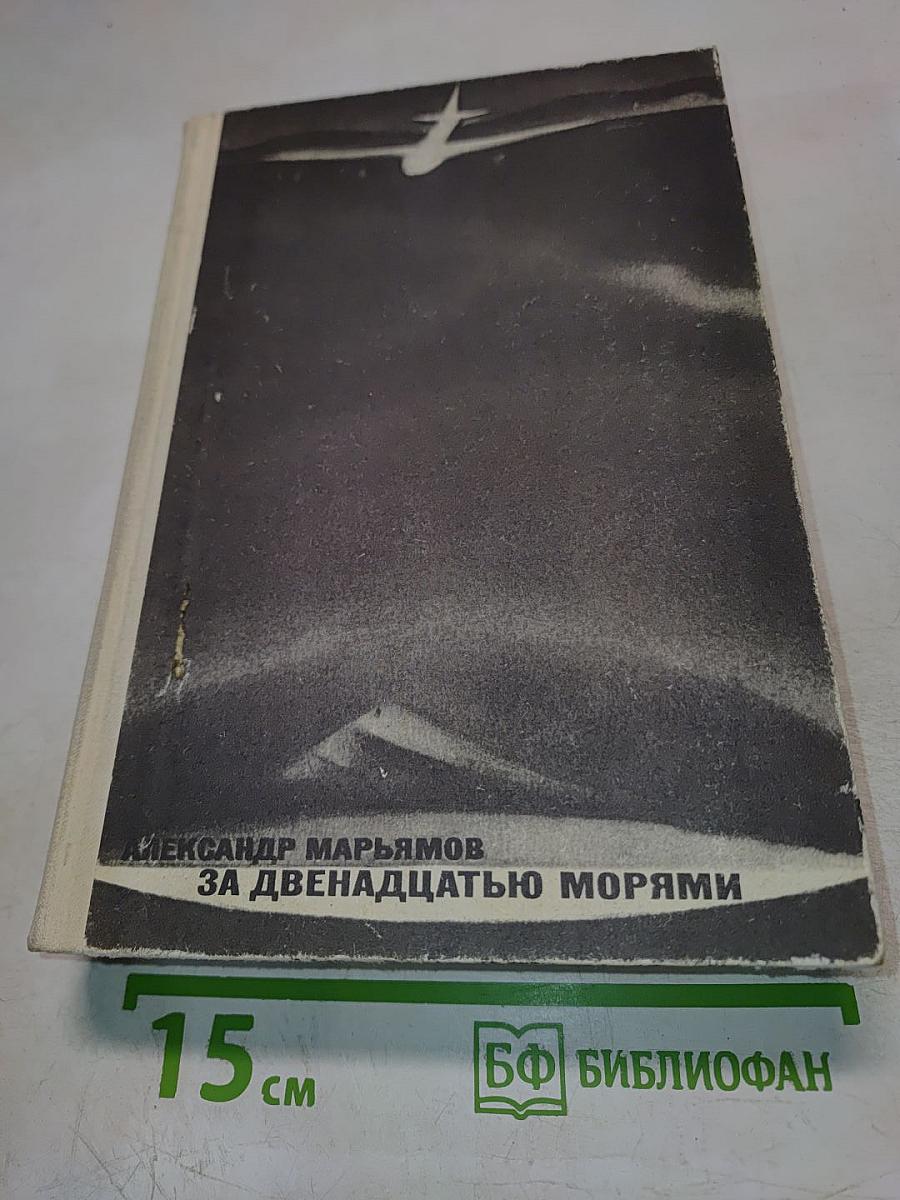 АЛЕКСАНДР МАРЬЯМОВ
ЗА ДВЕНАДЦАТЬЮ МОРЯМИ
15 см
БФ БИБЛИОФАН